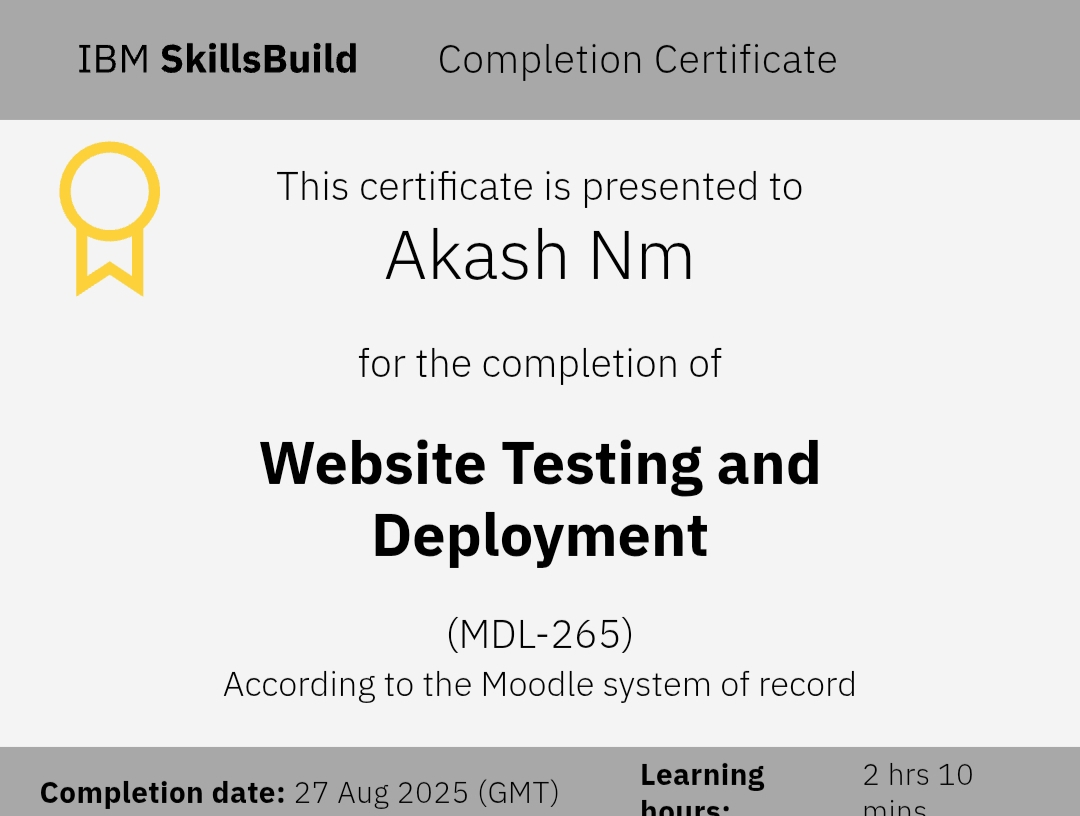 IBM SkillsBuild Completion Certificate
This certificate is presented to
Akash Nm
for the completion of
Website Testing and
Deployment
(MDL-265)
According to the Moodle system of record
Completion date: 27 Aug 2025 (GMT)
Learning 2 hrs 10
hours: mins